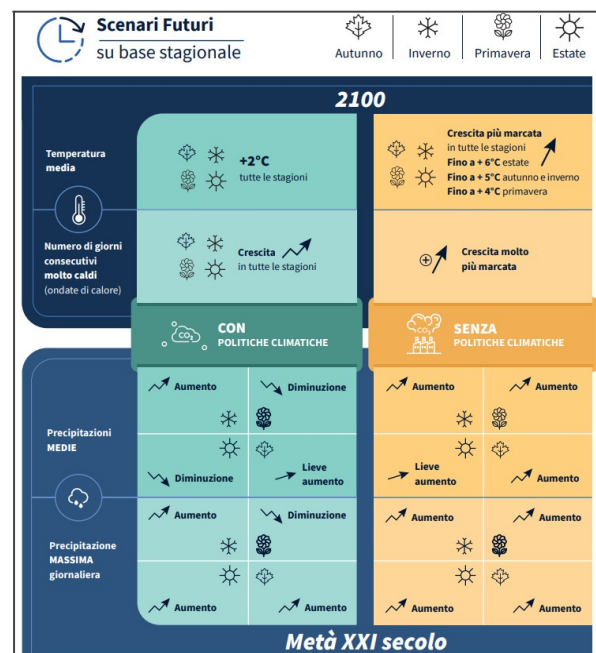 Scenari Futuri
su base stagionale
Autunno
Inverno
Primavera
Estate
2100
Temperatura
media
+2°C
tutte le stagioni
Crescita più marcata
in tutte le stagioni
Fino a + 6°C estate
Fino a + 5°C autunno e inverno
Fino a + 4°C primavera
Numero di giorni
consecutivi
molto caldi
(ondate di calore)
Crescita
in tutte le stagioni
Crescita molto
più marcata
CO₂
CON
POLITICHE CLIMATICHE
CO₂
SENZA
POLITICHE CLIMATICHE
Precipitazioni
MEDIE
Aumento
Diminuzione
Aumento
Aumento
Diminuzione
Lieve
aumento
Lieve
aumento
Aumento
Precipitazione
MASSIMA
giornaliera
Aumento
Diminuzione
Aumento
Aumento
Aumento
Aumento
Aumento
Aumento
Metà XXI secolo